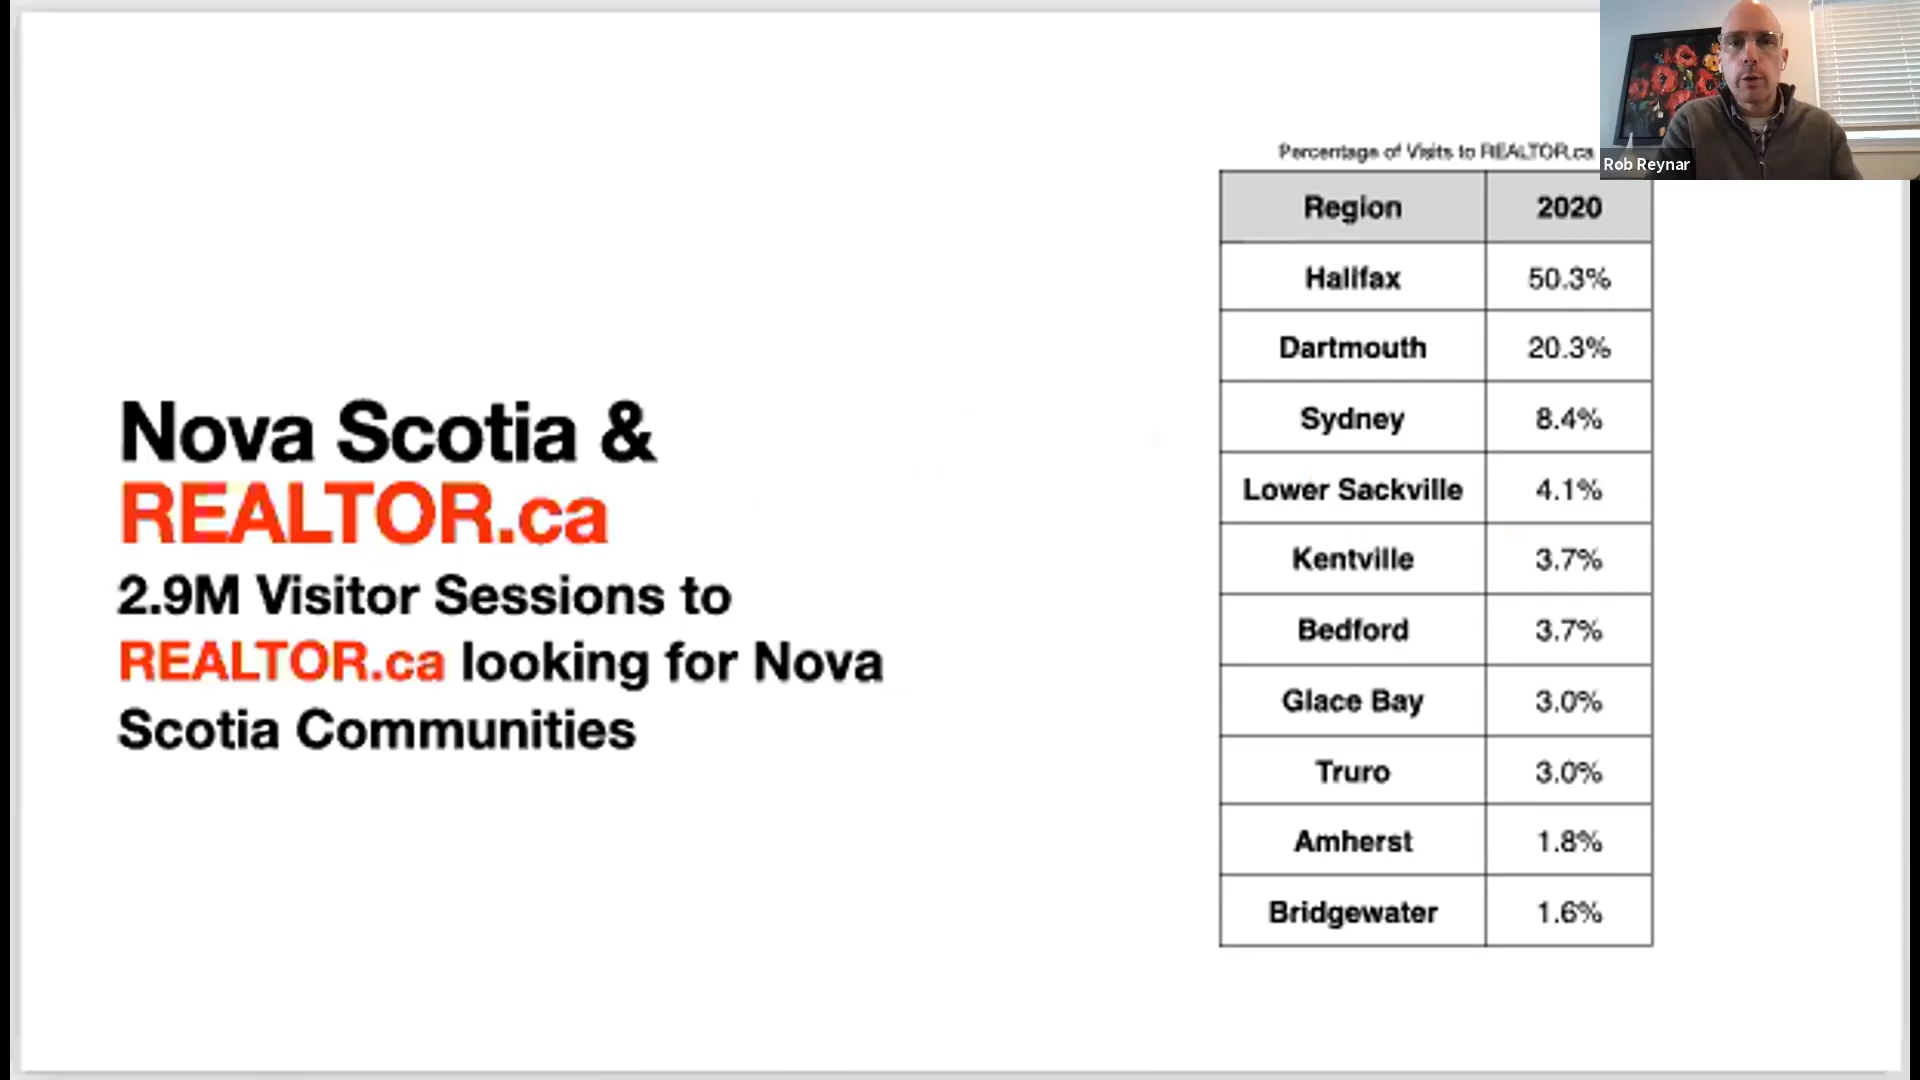 Nova Scotia &
REALTOR.ca
2.9M Visitor Sessions to
REALTOR.ca looking for Nova
Scotia Communities
Percentage of Visits to REALTOR.ca
Region 2020
Halifax 50.3%
Dartmouth 20.3%
Sydney 8.4%
Lower Sackville 4.1%
Kentville 3.7%
Bedford 3.7%
Glace Bay 3.0%
Truro 3.0%
Amherst 1.8%
Bridgewater 1.6%
Rob Reynar